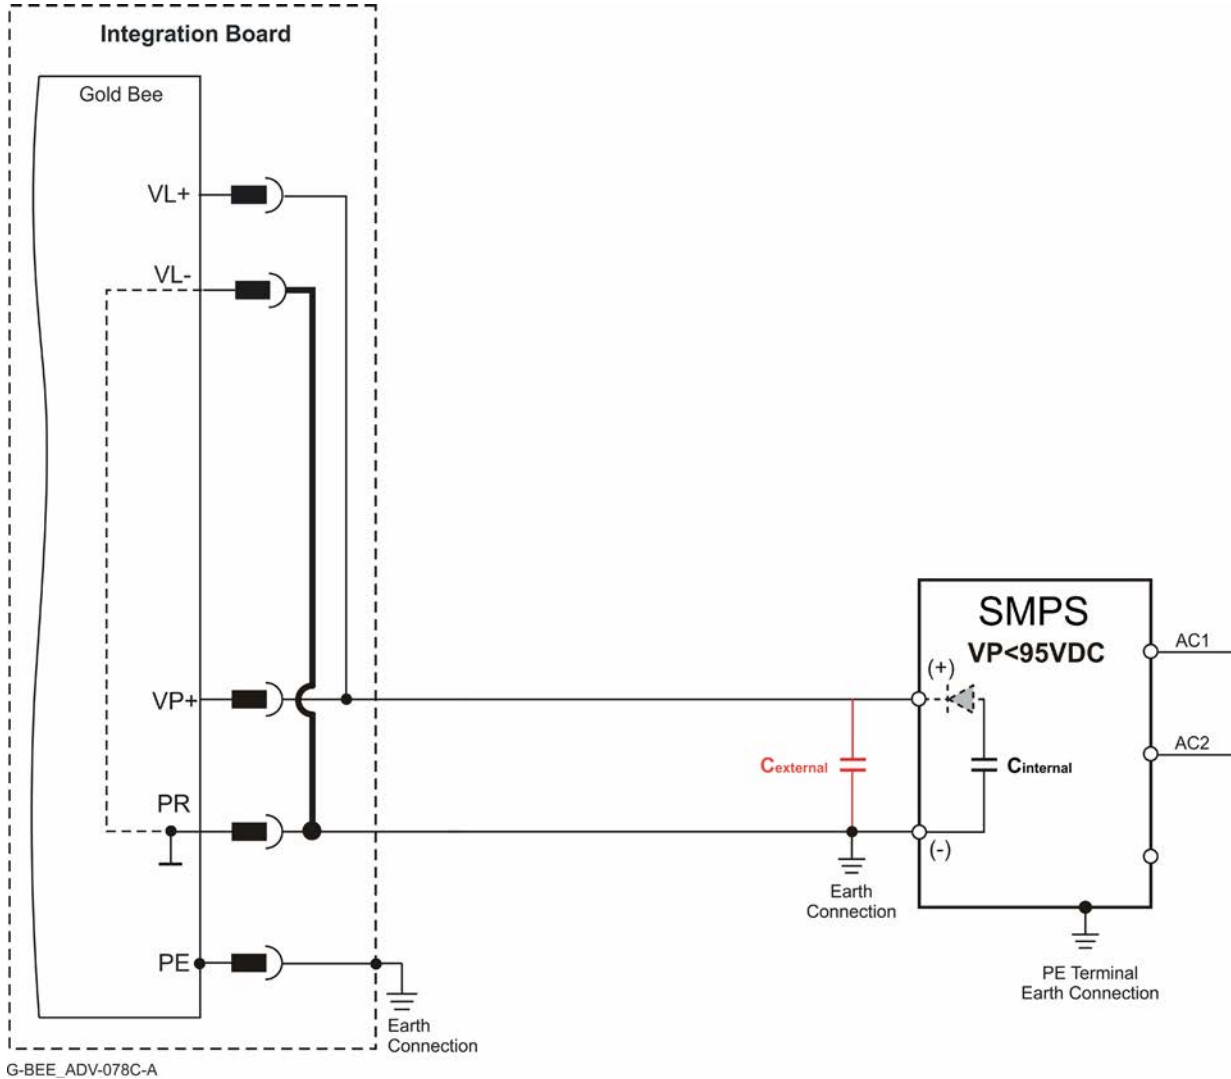 Integration Board
Gold Bee
VL+
VL-
SMPS
VP<95VDC
AC1
(+)
VP+
AC2
Cexternal
Cinternal
PR
(-)
Earth
Connection
PE
PE Terminal
Earth Connection
Earth
Connection
G-BEE_ADV-078C-A